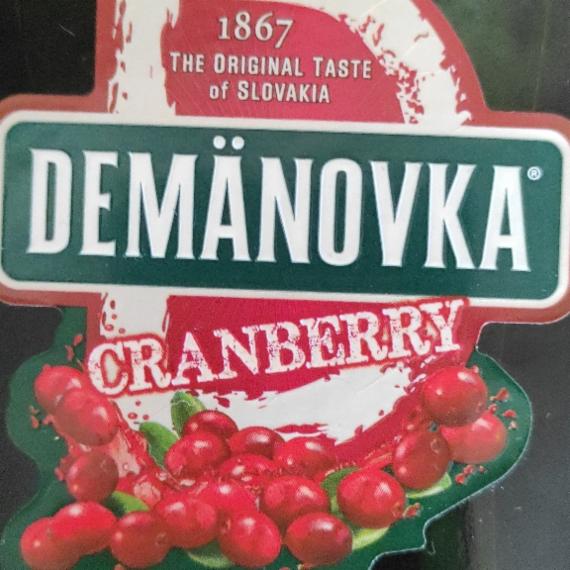 1867
THE ORIGINAL TASTE
of SLOVAKIA
DEMÄNOVKA®
CRANBERRY